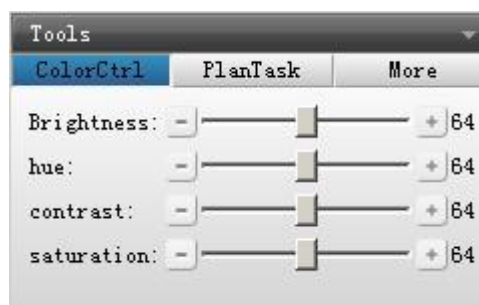 Tools
ColorCtrl PlanTask More
Brightness: - + 64
hue: - + 64
contrast: - + 64
saturation: - + 64